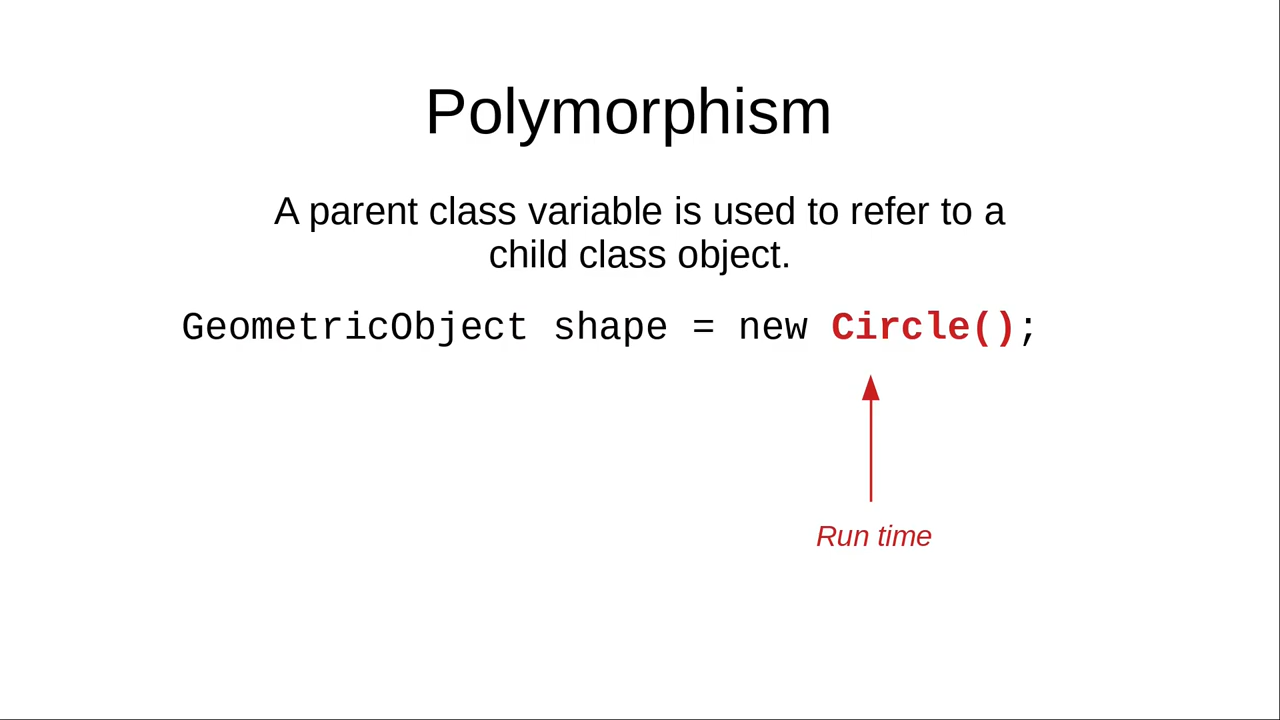 Polymorphism
A parent class variable is used to refer to a
child class object.
GeometricObject shape = new Circle();
Run time